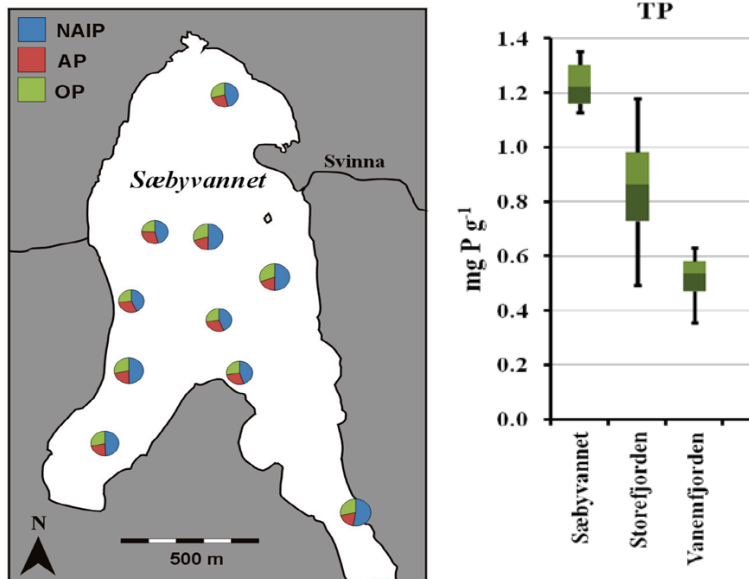 NAIP
AP
OP
Sæbyvannet
Svinna
N
500 m
TP
mg P g⁻¹
1.4
1.2
1.0
0.8
0.6
0.4
0.2
0.0
Sæbyvannet
Storefjorden
Vanemfjorden